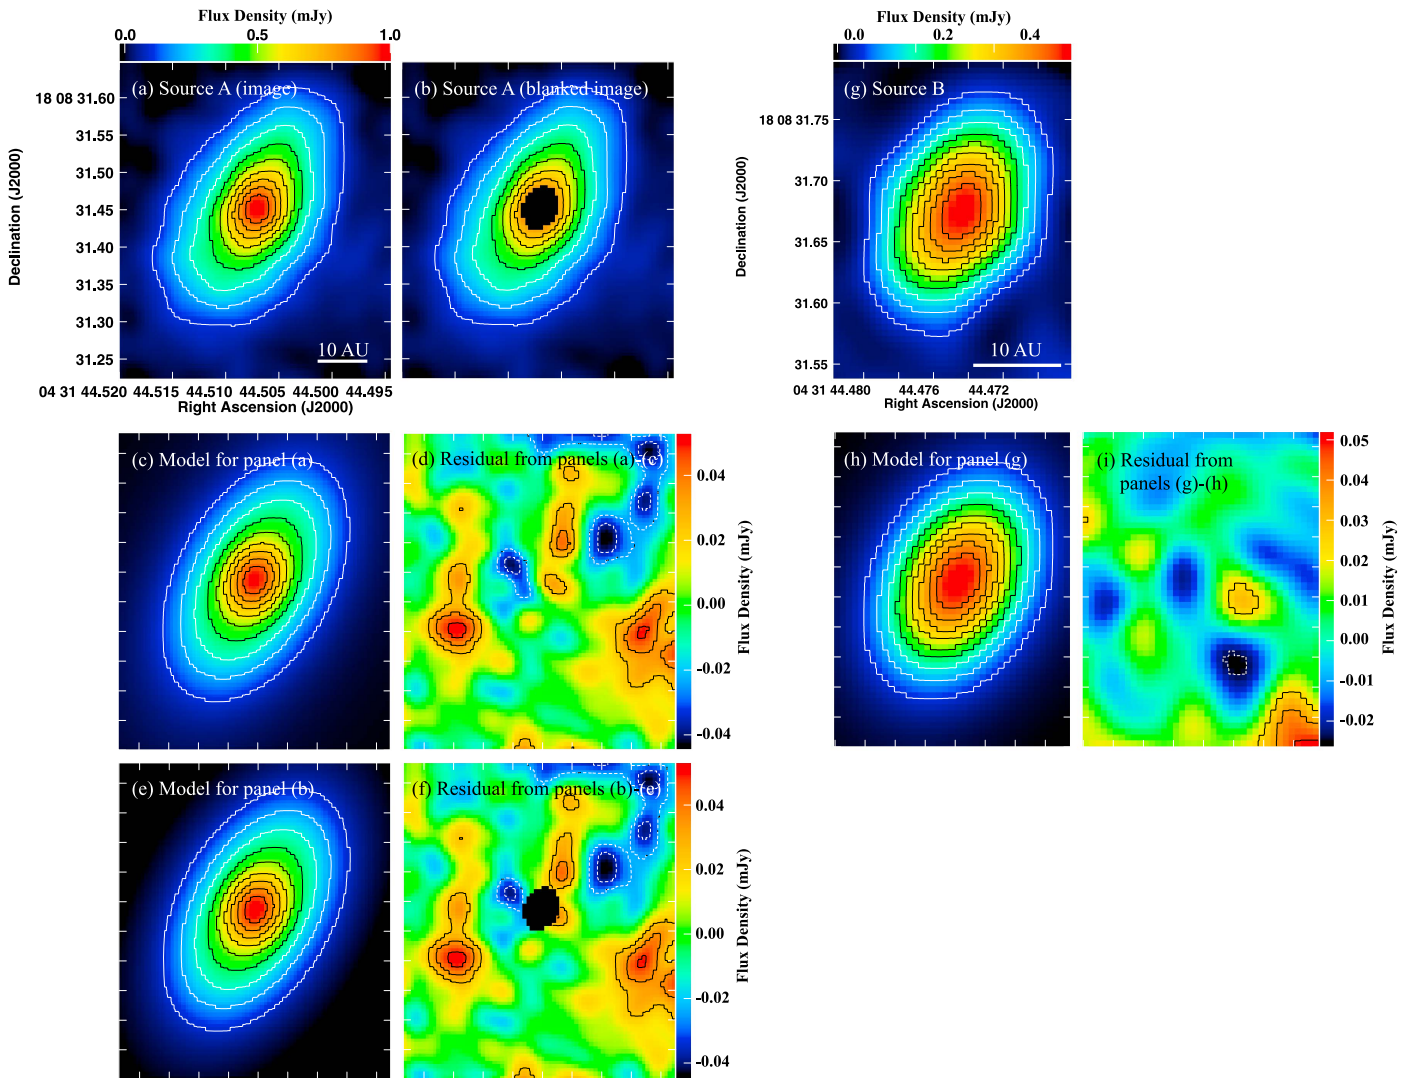 Flux Density (mJy)
0.0 0.5 1.0
(a) Source A (image)
(b) Source A (blanked image)
Declination (J2000)
18 08 31.60
31.55
31.50
31.45
31.40
31.35
31.30
31.25
10 AU
04 31 44.520 44.515 44.510 44.505 44.500 44.495
Right Ascension (J2000)
Flux Density (mJy)
0.0 0.2 0.4
(g) Source B
Declination (J2000)
18 08 31.75
31.70
31.65
31.60
31.55
10 AU
04 31 44.480 44.476 44.472
Right Ascension (J2000)
(c) Model for panel (a)
(d) Residual from panels (a)-(c)
0.04
0.02
0.00
-0.02
-0.04
Flux Density (mJy)
(h) Model for panel (g)
(i) Residual from
panels (g)-(h)
0.05
0.04
0.03
0.02
0.01
0.00
-0.01
-0.02
Flux Density (mJy)
(e) Model for panel (b)
(f) Residual from panels (b)-(e)
0.04
0.02
0.00
-0.02
-0.04
Flux Density (mJy)